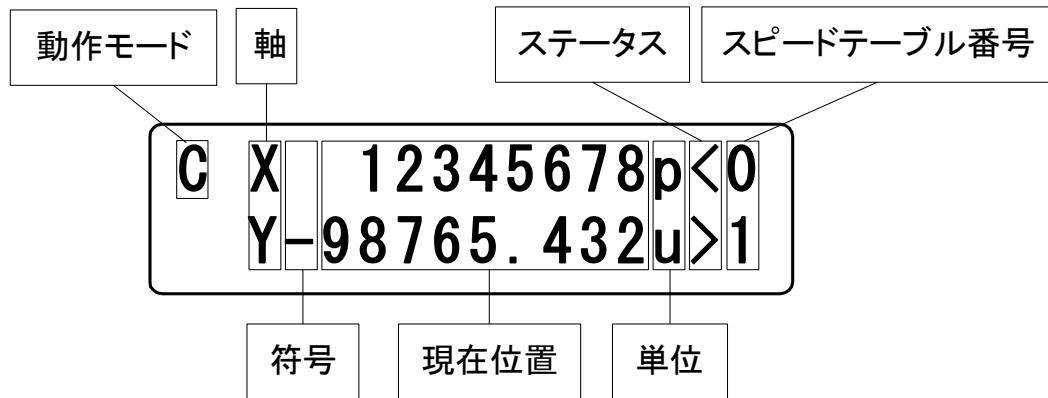 動作モード 軸 ステータス スピードテーブル番号
C X 12345678p<0
Y-98765.432u>1
符号 現在位置 単位